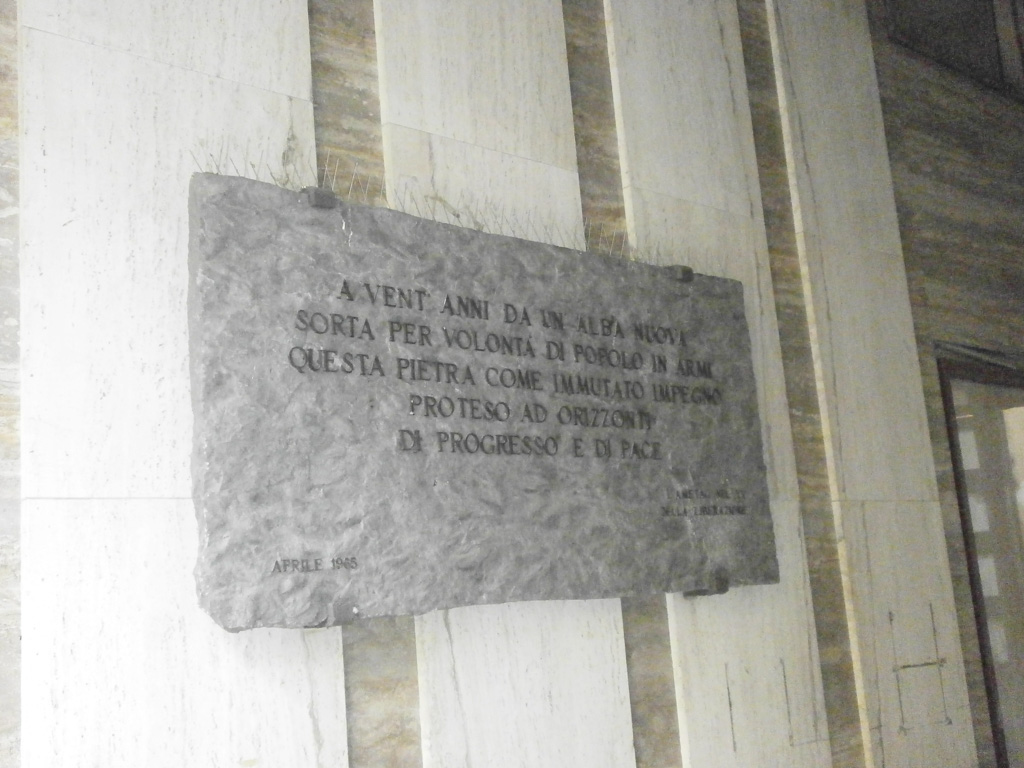 A VENT' ANNI DA UN ALBA NUOVA
SORTA PER VOLONTA DI POPOLO IN ARMI
QUESTA PIETRA COME IMMUTATO IMPEGNO
PROTESO AD ORIZZONTI
DI PROGRESSO E DI PACE
DELLA LIBERAZIONE
APRILE 1965